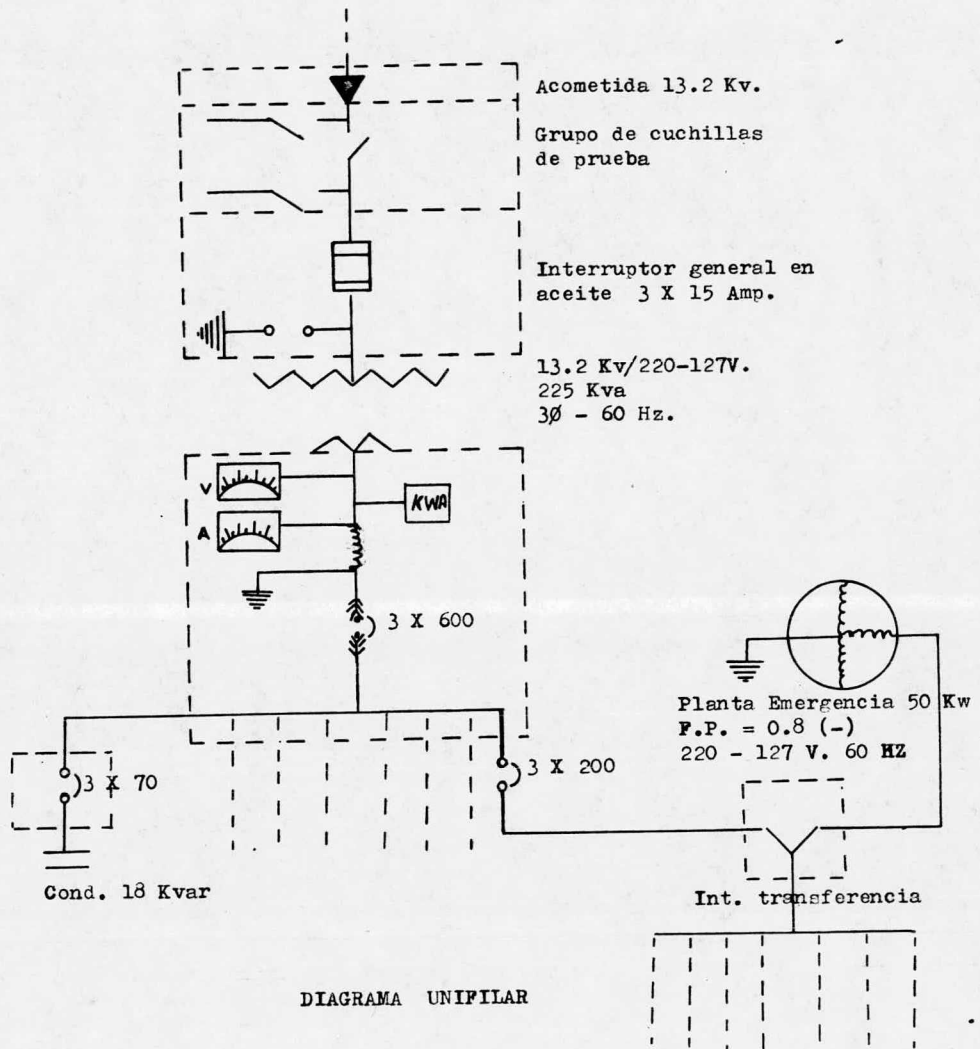 Acometida 13.2 Kv.
Grupo de cuchillas
de prueba
Interruptor general en
aceite 3 X 15 Amp.
13.2 Kv/220-127V.
225 Kva
3Ø - 60 Hz.
V
KWA
A
3 X 600
Planta Emergencia 50 Kw
F.P. = 0.8 (-)
220 - 127 V. 60 HZ
3 X 70
3 X 200
Cond. 18 Kvar
Int. transferencia
DIAGRAMA UNIFILAR